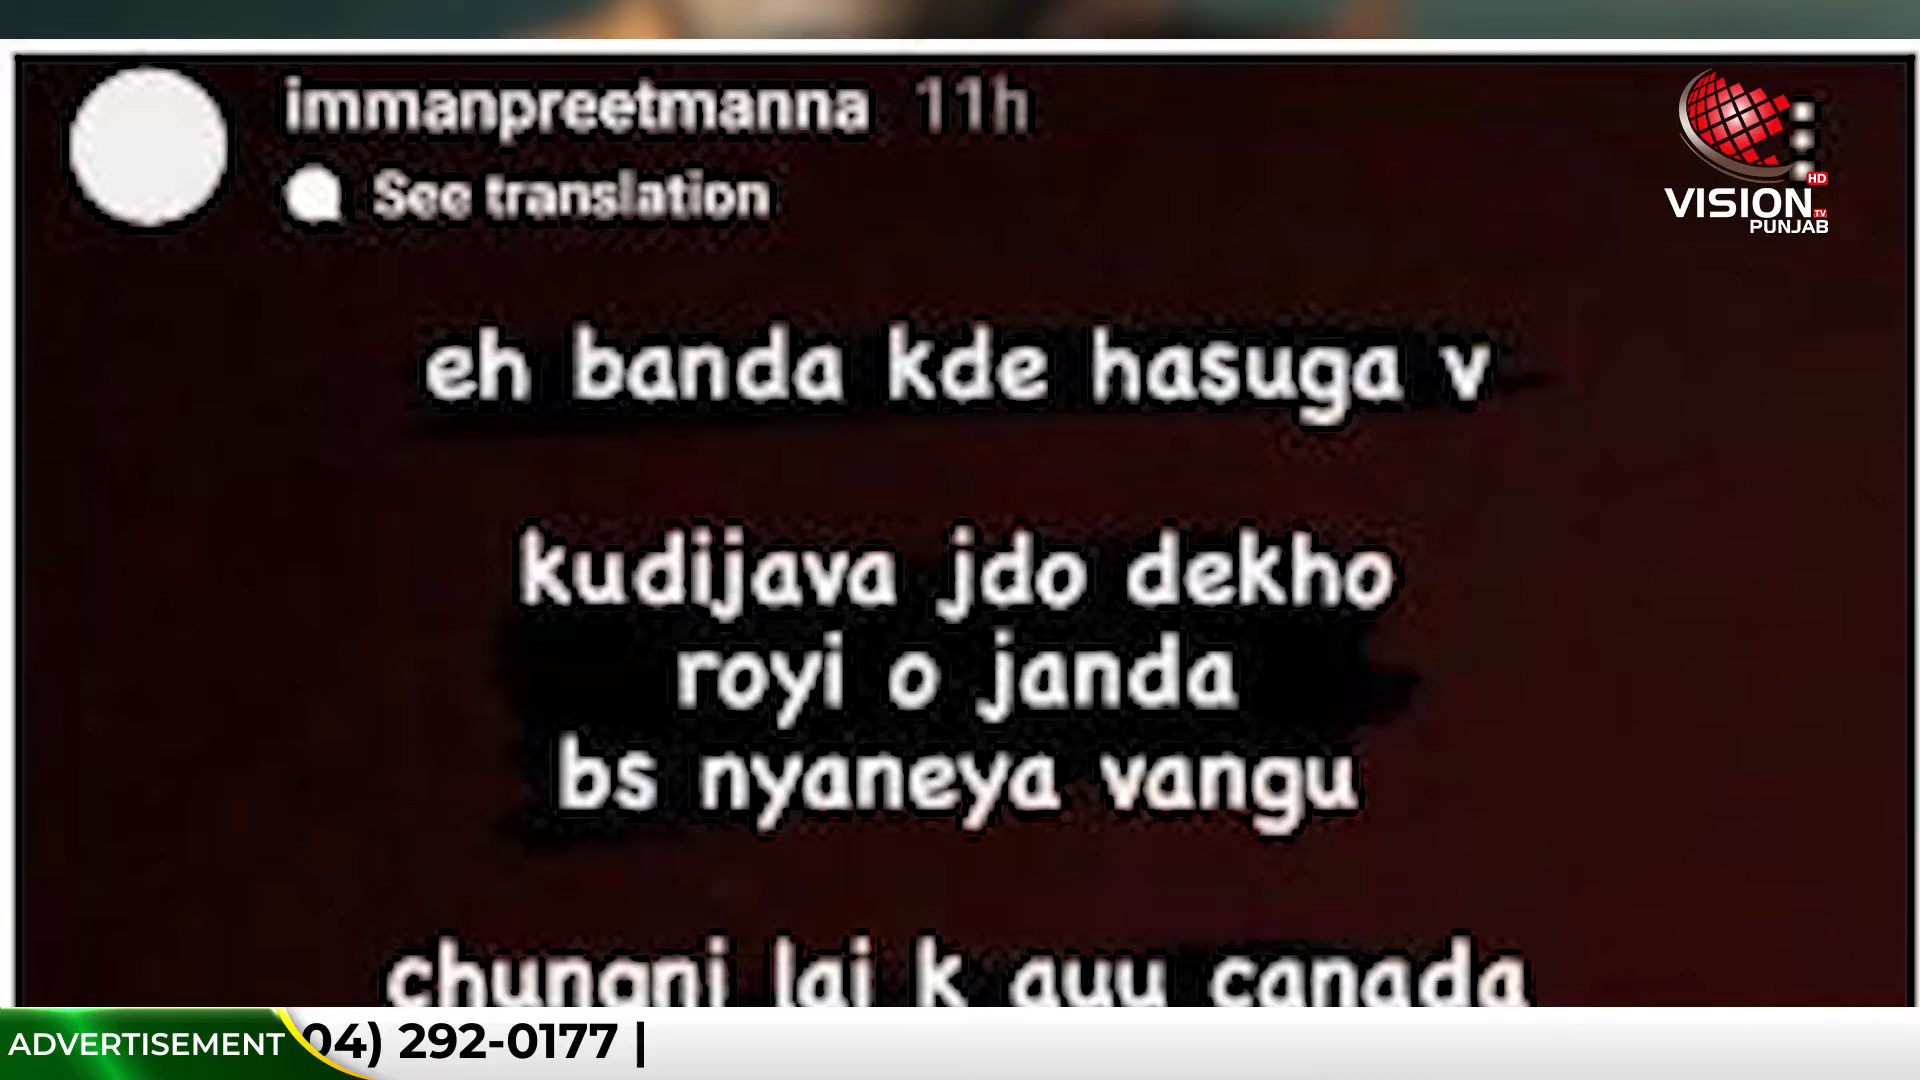 immanpreetmanna 11h
See translation
HD
VISION TV
PUNJAB
eh banda kde hasuga v
kudijava jdo dekho
royi o janda
bs nyaneya vangu
chungni lai k auu canada
ADVERTISEMENT
04) 292-0177 |